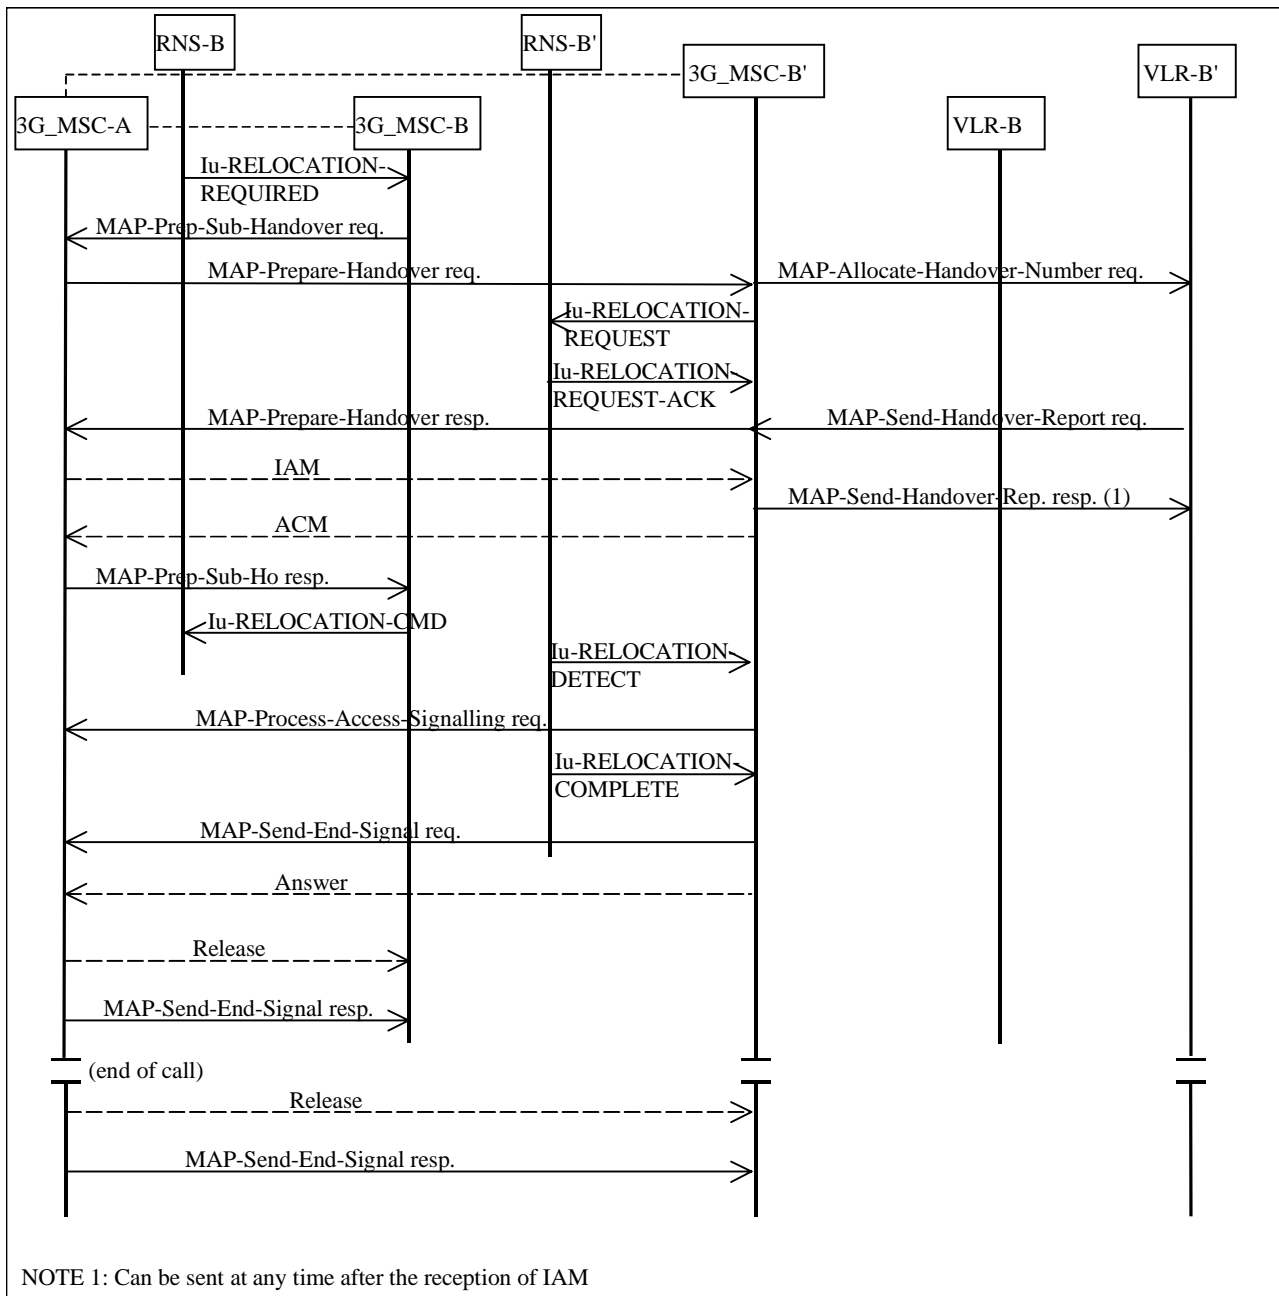 RNS-B
RNS-B'
3G_MSC-B'
VLR-B'
3G_MSC-A
3G_MSC-B
VLR-B
Iu-RELOCATION-
REQUIRED
MAP-Prep-Sub-Handover req.
MAP-Prepare-Handover req.
MAP-Allocate-Handover-Number req.
Iu-RELOCATION-
REQUEST
Iu-RELOCATION-
REQUEST-ACK
MAP-Prepare-Handover resp.
MAP-Send-Handover-Report req.
IAM
MAP-Send-Handover-Rep. resp. (1)
ACM
MAP-Prep-Sub-Ho resp.
Iu-RELOCATION-CMD
Iu-RELOCATION-
DETECT
MAP-Process-Access-Signalling req.
Iu-RELOCATION-
COMPLETE
MAP-Send-End-Signal req.
Answer
Release
MAP-Send-End-Signal resp.
(end of call)
Release
MAP-Send-End-Signal resp.
NOTE 1: Can be sent at any time after the reception of IAM